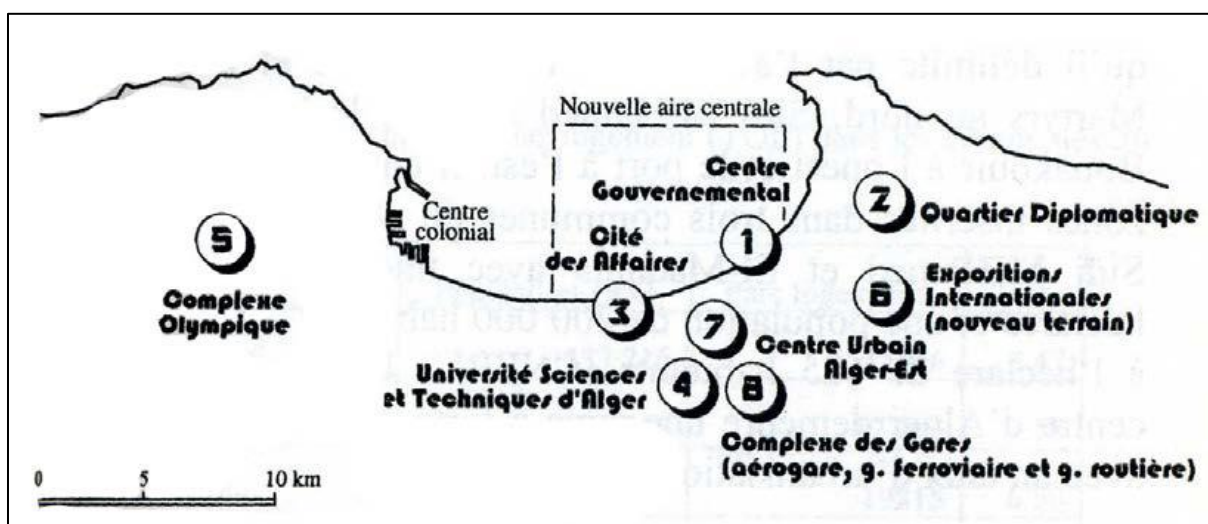 Nouvelle aire centrale
Centre
Gouvernemental
2
Quartier Diplomatique
Centre
colonial
Cité
des Affaires
1
5
Complexe
Olympique
3
6
Expositions
Internationales
(nouveau terrain)
7
Centre Urbain
Alger-Est
Université Sciences
et Techniques d'Alger
4
8
Complexe des Gares
(aérogare, g. ferroviaire et g. routière)
0 5 10 km